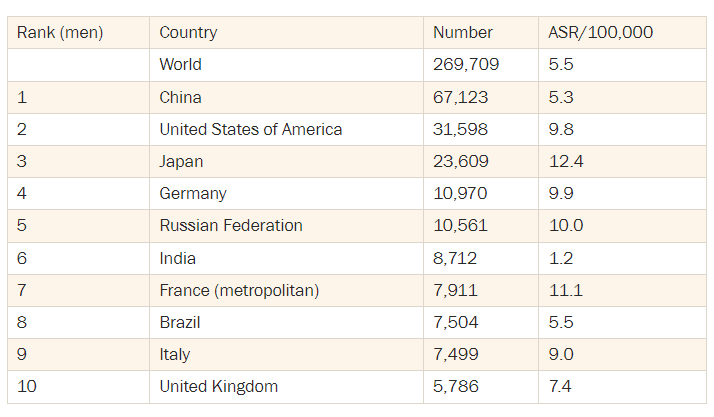 Rank (men) Country Number ASR/100,000
World 269,709 5.5
1 China 67,123 5.3
2 United States of America 31,598 9.8
3 Japan 23,609 12.4
4 Germany 10,970 9.9
5 Russian Federation 10,561 10.0
6 India 8,712 1.2
7 France (metropolitan) 7,911 11.1
8 Brazil 7,504 5.5
9 Italy 7,499 9.0
10 United Kingdom 5,786 7.4